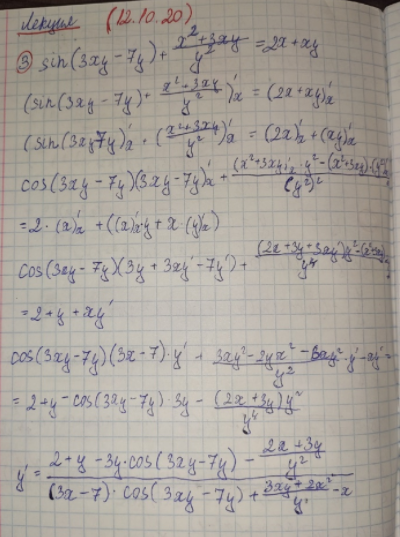 Лекция (12.10.20)
③ sin(3xy - 7y) + (x² + 3xy)/y² = 2x + xy
(sin(3xy - 7y) + (x² + 3xy)/y²)'ₓ = (2x + xy)'ₓ
(sin(3xy 7y)'ₓ + ((x² + 3xy)/y²)'ₓ = (2x)'ₓ + (xy)'ₓ
cos(3xy - 7y)(3xy - 7y)'ₓ + ((x² + 3xy)'ₓ · y² - (x² + 3xy) · (y²)'ₓ)/(y²)²
= 2 · (x)'ₓ + ((x)'ₓ · y + x · (y)'ₓ)
cos(3xy - 7y)(3y + 3xy' - 7y') + ((2x + 3y + 3xy')y² - (x² +
/y⁴
= 2 + y + xy'
cos(3xy - 7y)(3x - 7) · y' + (3xy² - 2yx² - 6xy² · y')/y² - xy' =
= 2 + y - cos(3xy - 7y) · 3y - ((2x + 3y)y²)/y⁴
y' = (2 + y - 3y · cos(3xy - 7y) - (2x + 3y)/y²)/((3x - 7) · cos(3xy - 7y) + (3xy + 2x²)/y³ - x)